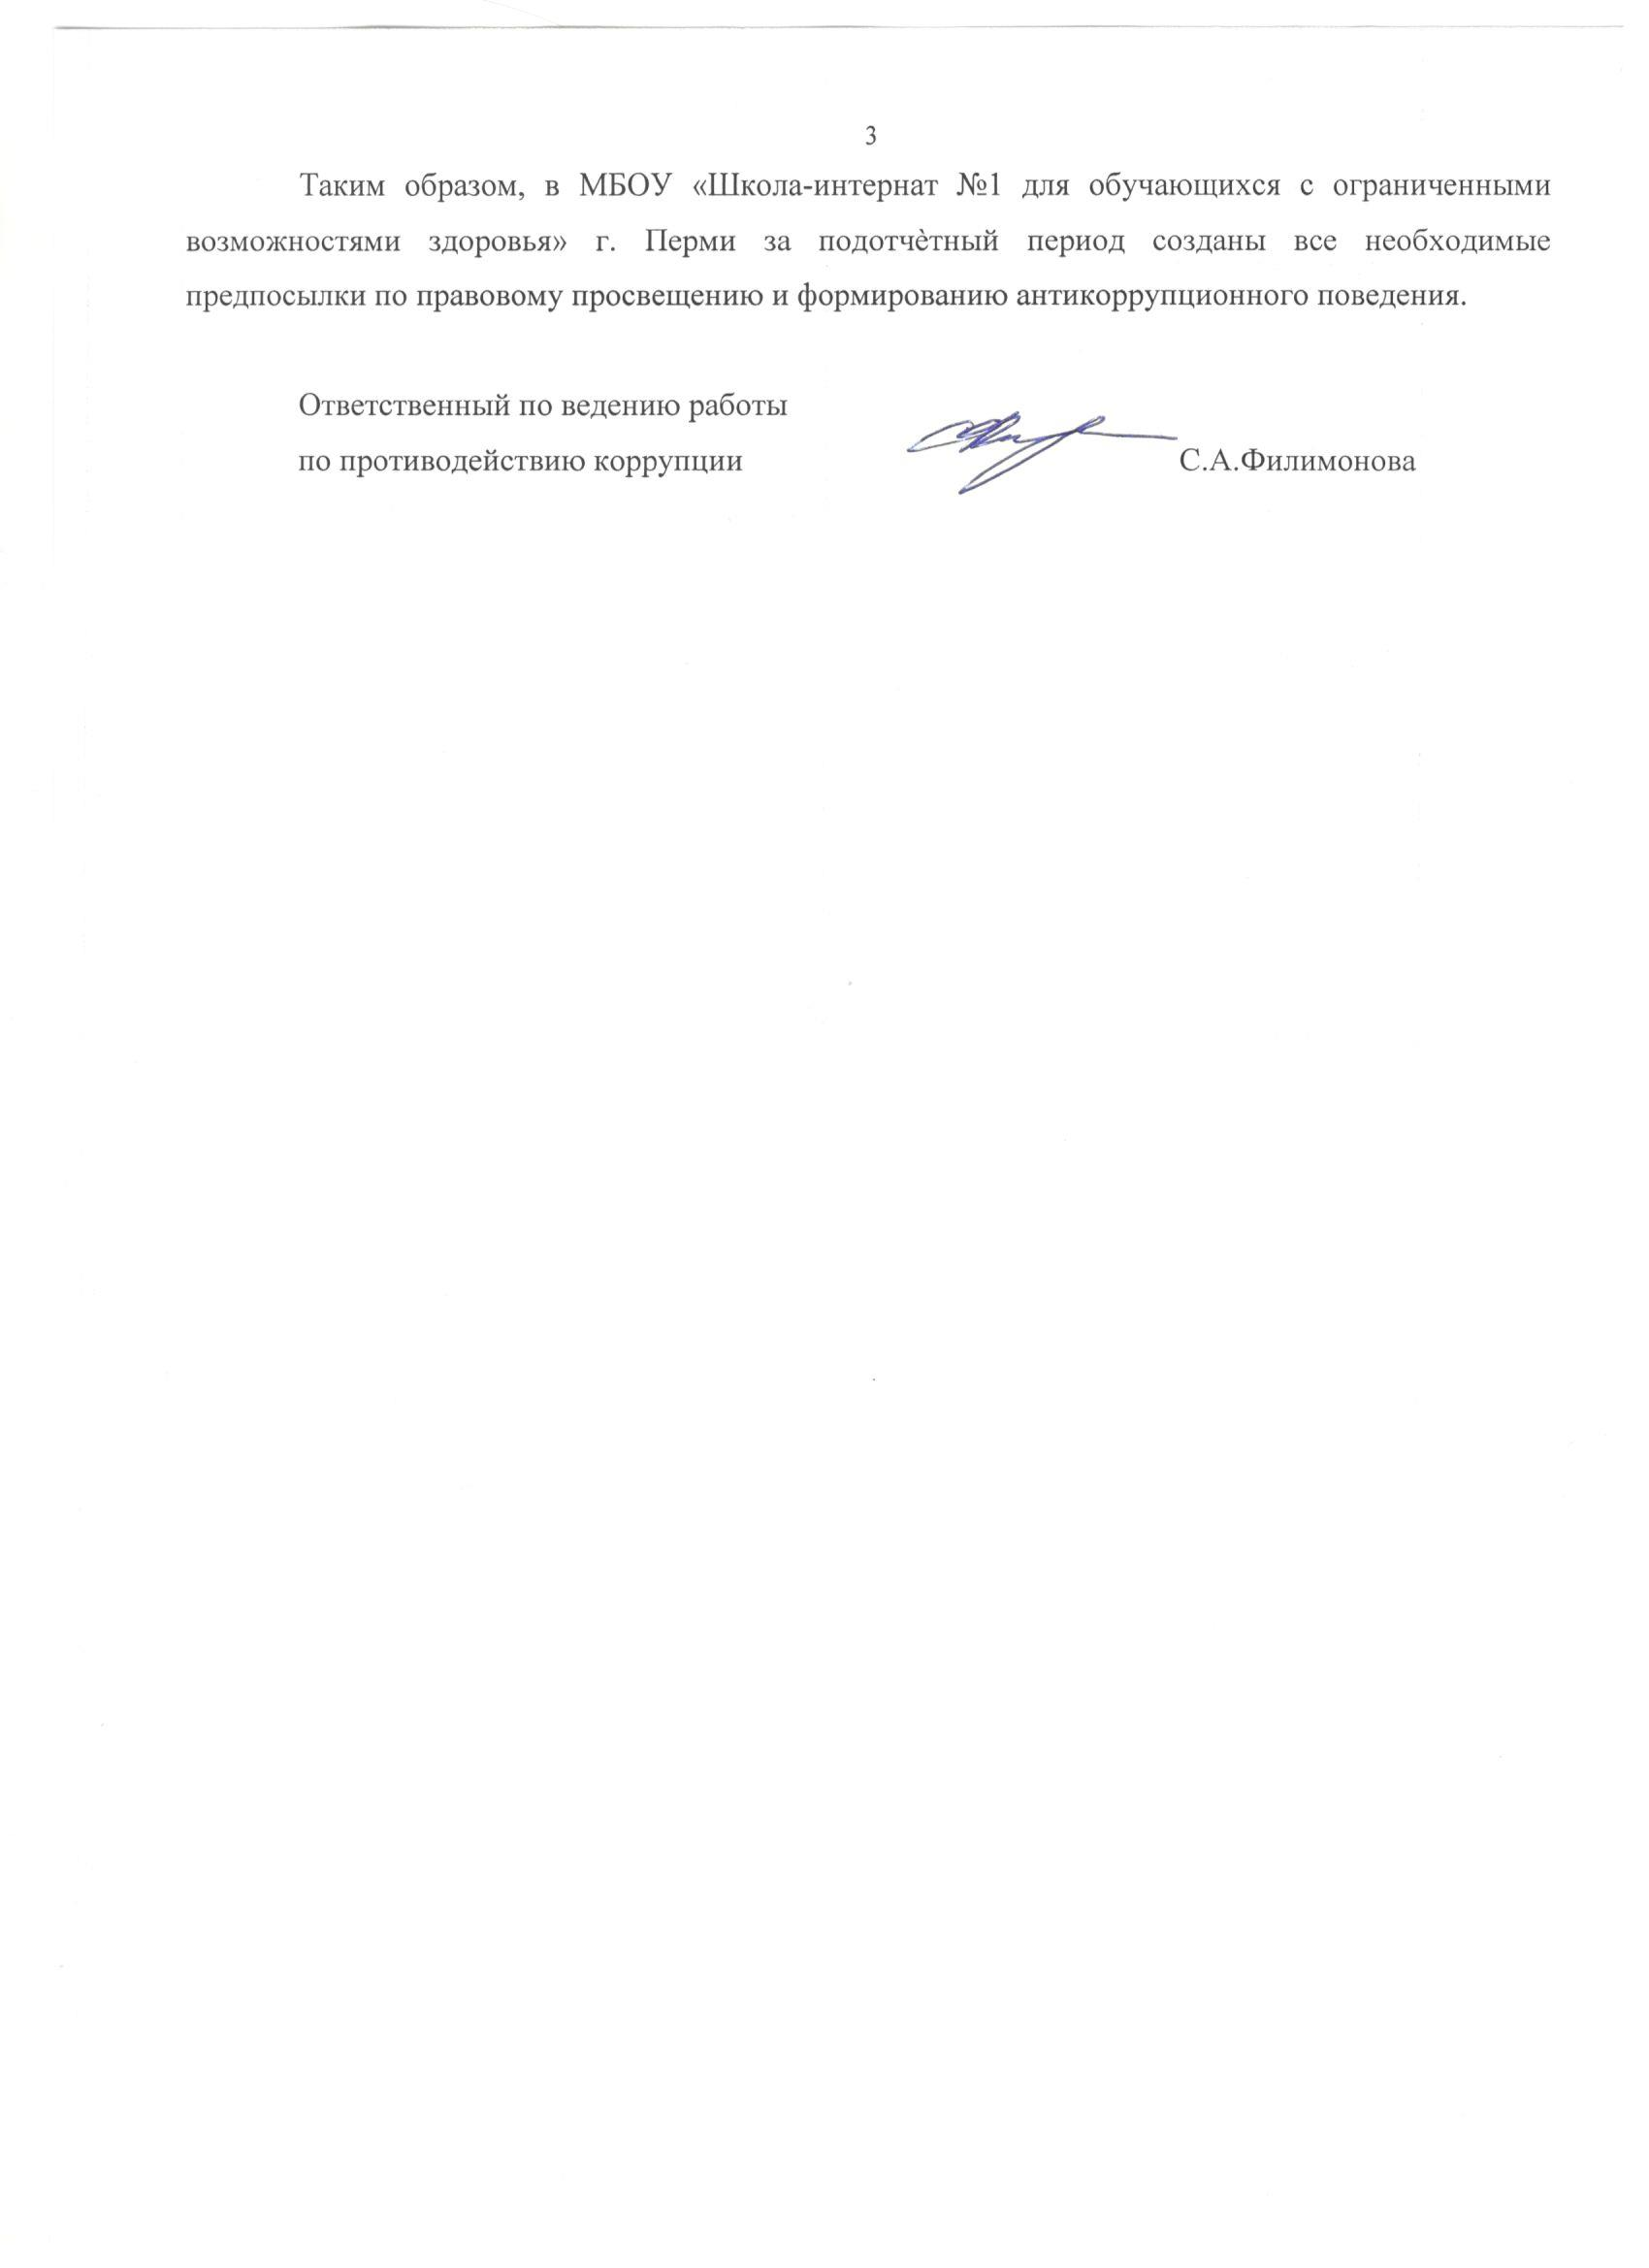 3
Таким образом, в МБОУ «Школа-интернат №1 для обучающихся с ограниченными
возможностями здоровья» г. Перми за подотчѐтный период созданы все необходимые
предпосылки по правовому просвещению и формированию антикоррупционного поведения.
Ответственный по ведению работы
по противодействию коррупции С.А.Филимонова